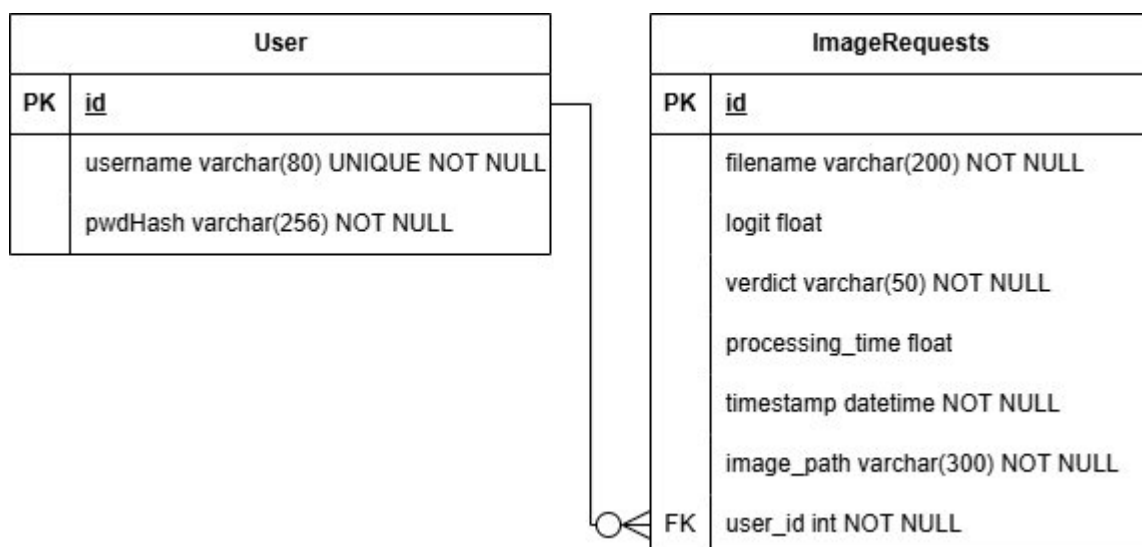 User
PK id
username varchar(80) UNIQUE NOT NULL
pwdHash varchar(256) NOT NULL
ImageRequests
PK id
filename varchar(200) NOT NULL
logit float
verdict varchar(50) NOT NULL
processing_time float
timestamp datetime NOT NULL
image_path varchar(300) NOT NULL
FK user_id int NOT NULL